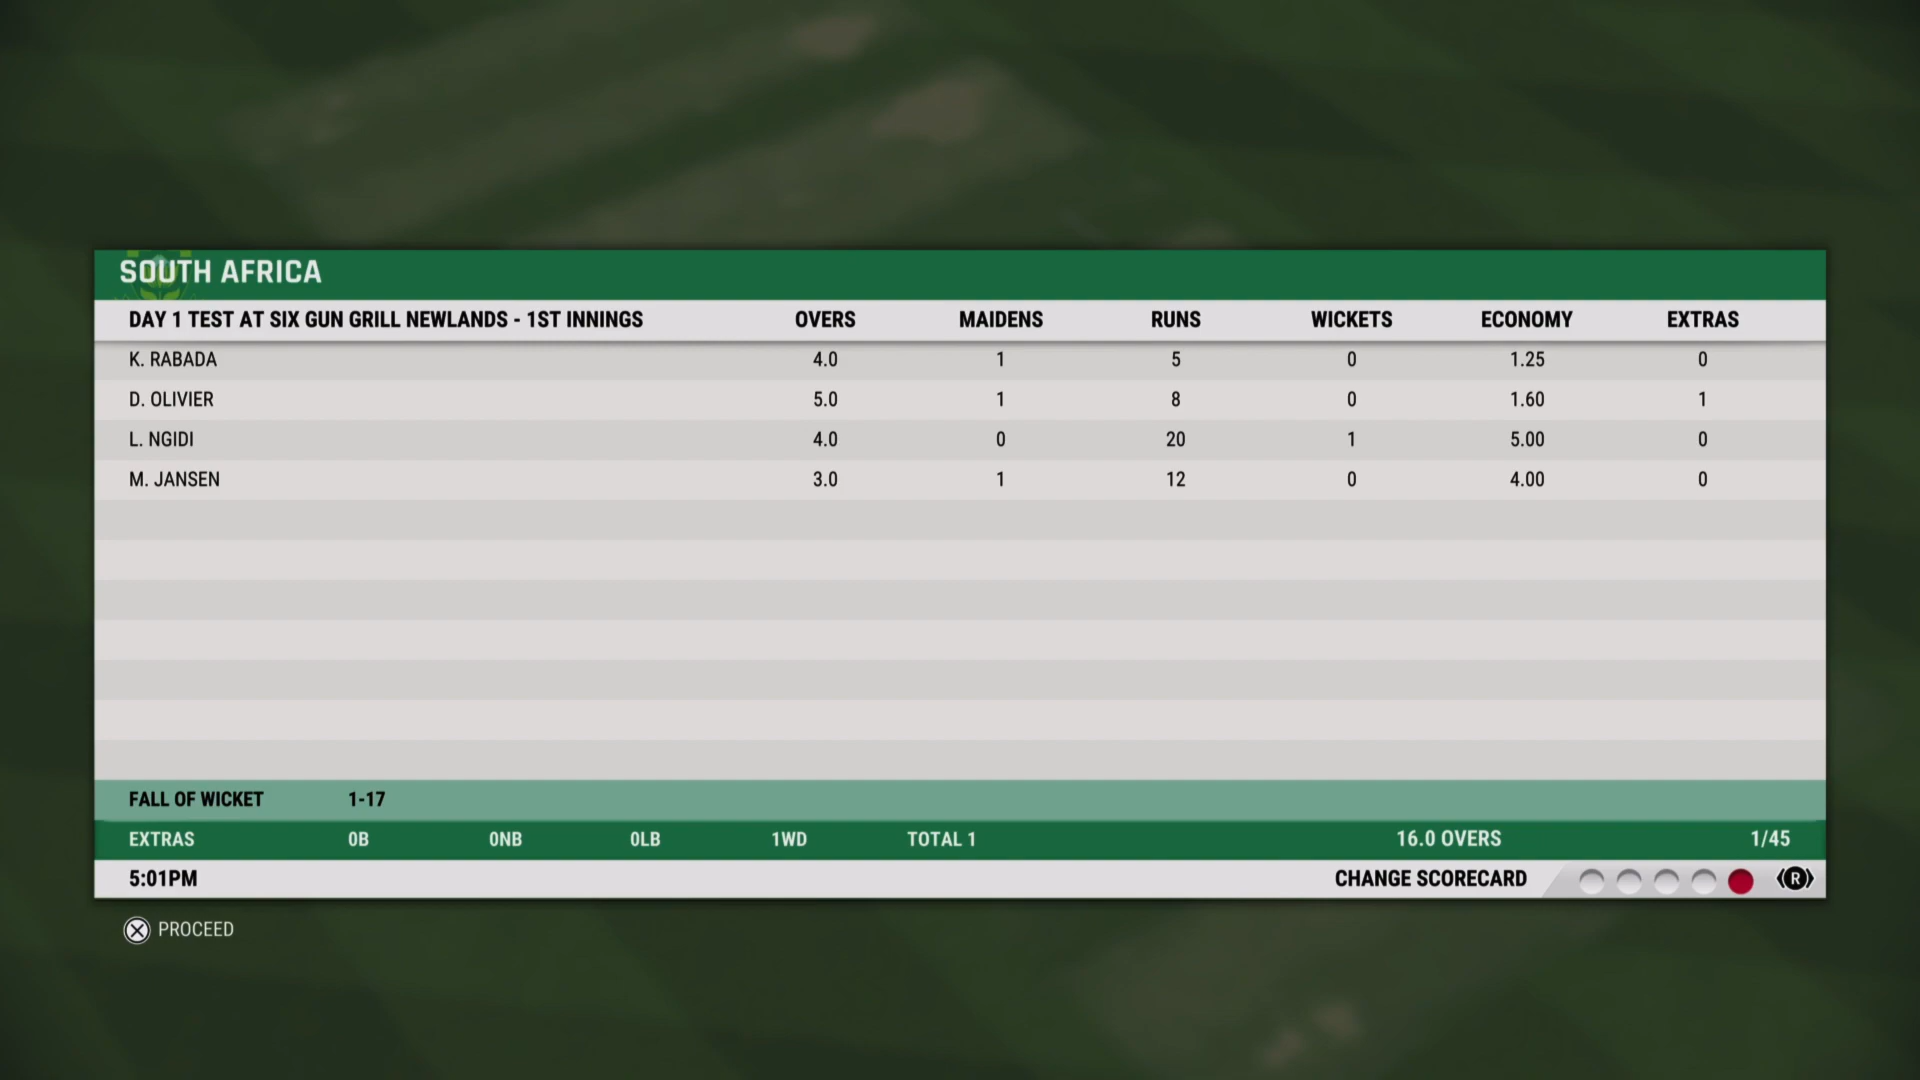 SOUTH AFRICA
DAY 1 TEST AT SIX GUN GRILL NEWLANDS - 1ST INNINGS OVERS MAIDENS RUNS WICKETS ECONOMY EXTRAS
K. RABADA 4.0 1 5 0 1.25 0
D. OLIVIER 5.0 1 8 0 1.60 1
L. NGIDI 4.0 0 20 1 5.00 0
M. JANSEN 3.0 1 12 0 4.00 0
FALL OF WICKET 1-17
EXTRAS 0B 0NB 0LB 1WD TOTAL 1 16.0 OVERS 1/45
5:01PM CHANGE SCORECARD R
PROCEED